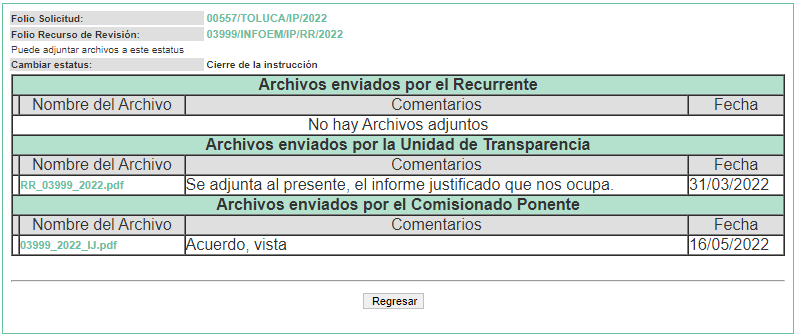 Folio Solicitud: 00557/TOLUCA/IP/2022
Folio Recurso de Revisión: 03999/INFOEM/IP/RR/2022
Puede adjuntar archivos a este estatus
Cambiar estatus: Cierre de la instrucción
Archivos enviados por el Recurrente
Nombre del Archivo Comentarios Fecha
No hay Archivos adjuntos
Archivos enviados por la Unidad de Transparencia
Nombre del Archivo Comentarios Fecha
RR_03999_2022.pdf Se adjunta al presente, el informe justificado que nos ocupa. 31/03/2022
Archivos enviados por el Comisionado Ponente
Nombre del Archivo Comentarios Fecha
03999_2022_IJ.pdf Acuerdo, vista 16/05/2022
Regresar